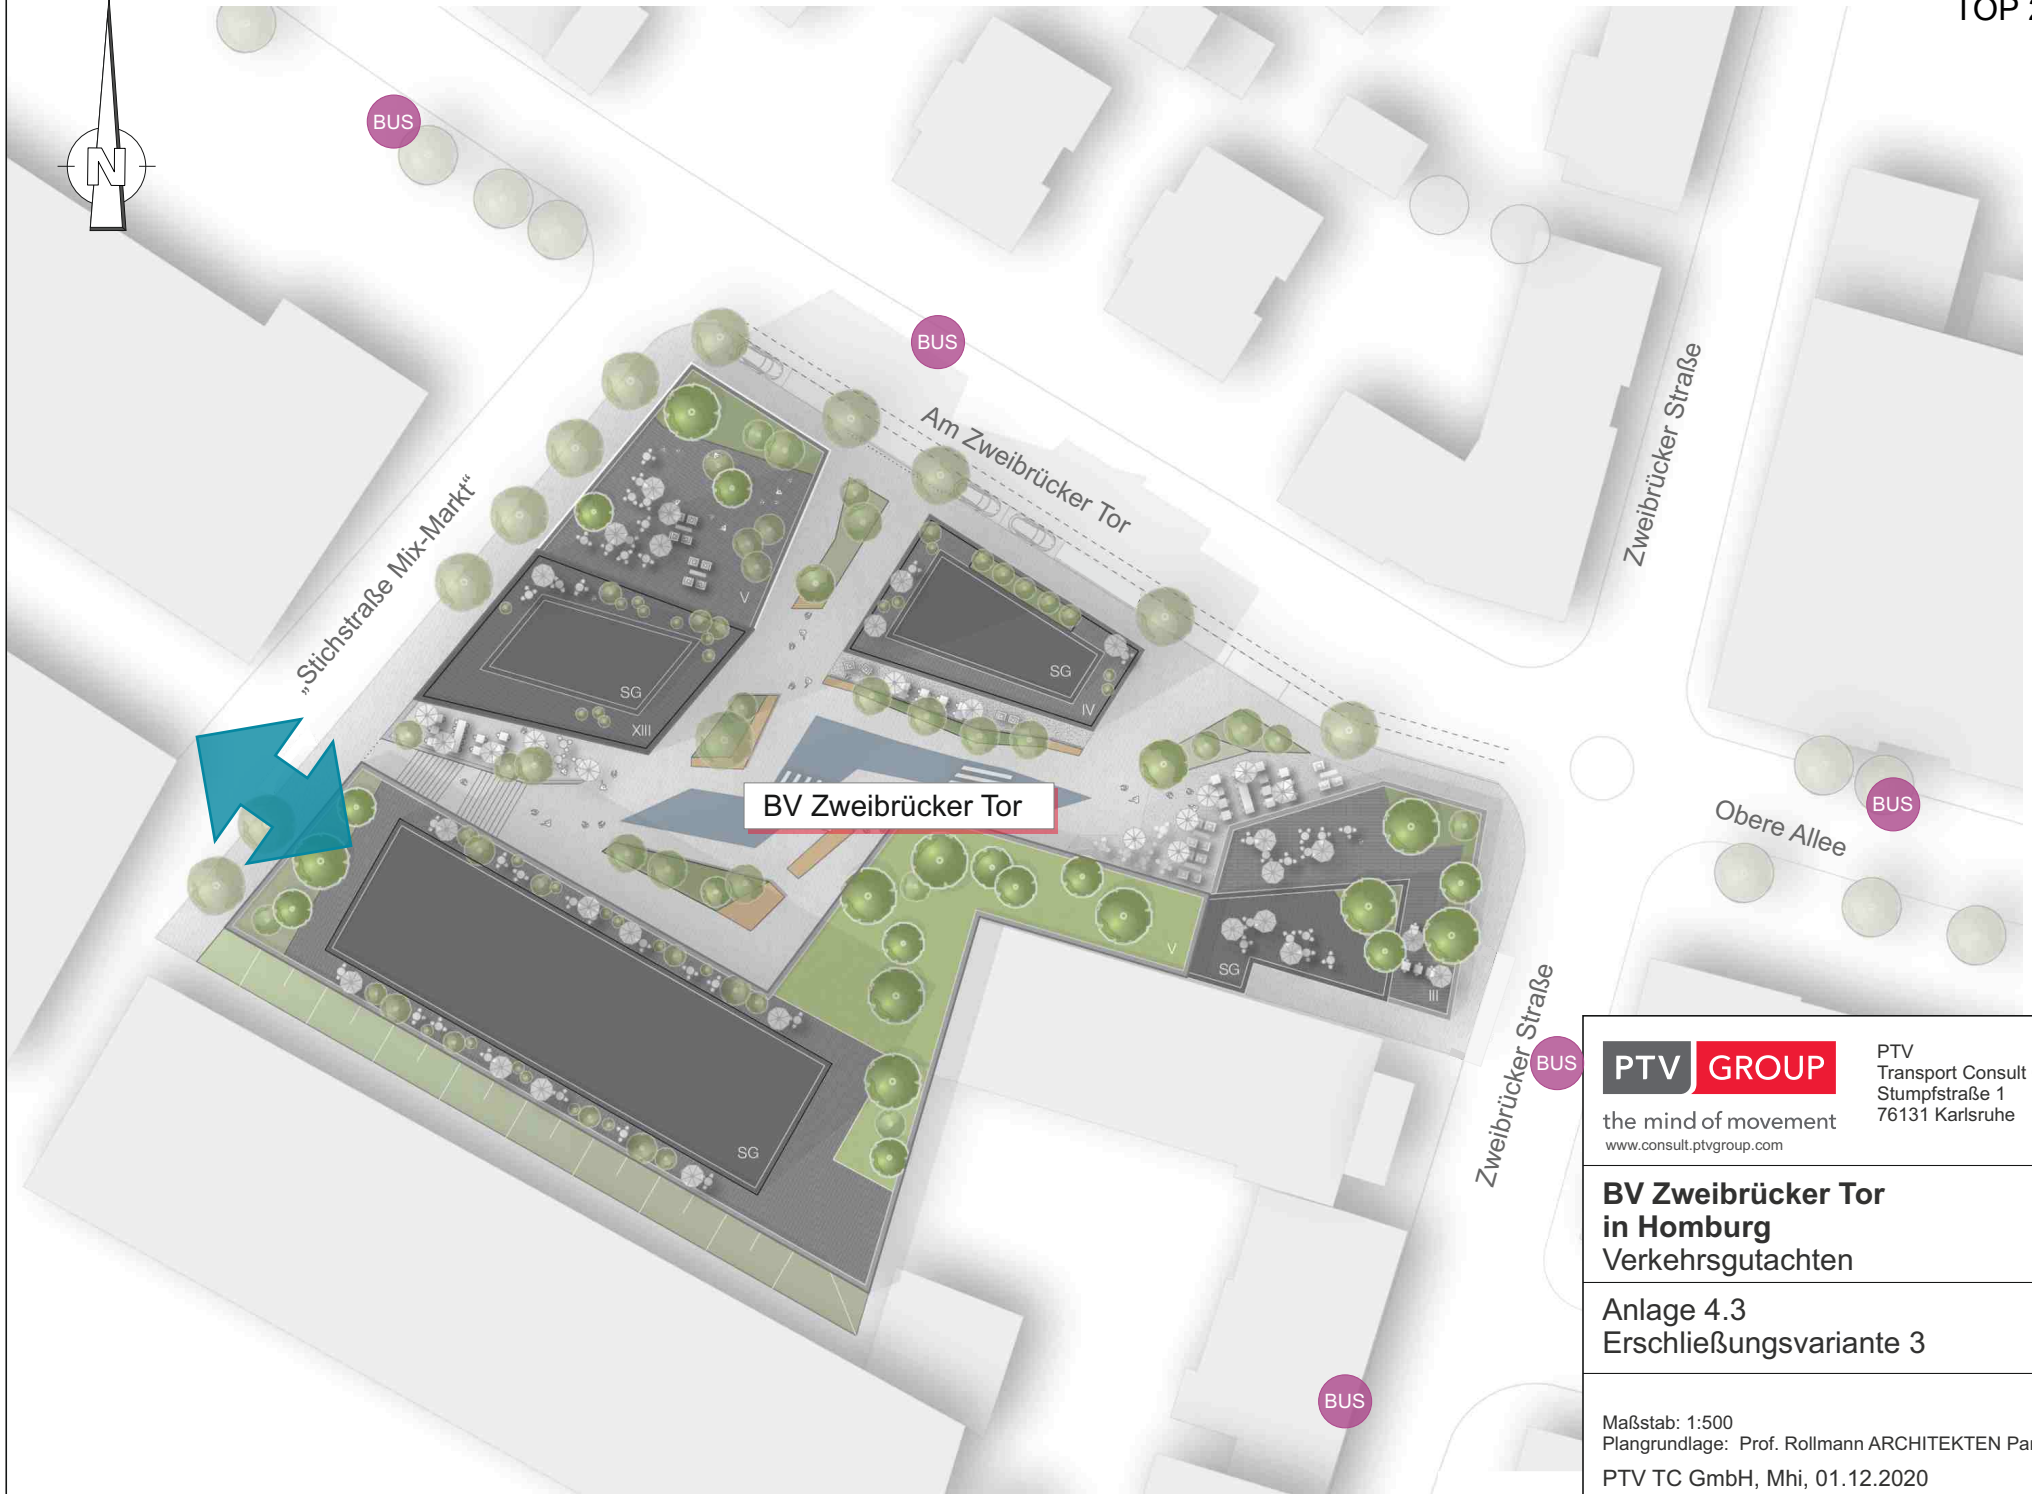 TOP
N
BUS
BUS
Am Zweibrücker Tor
Zweibrücker Straße
„Stichstraße Mix-Markt“
V
SG
XIII
SG
IV
BV Zweibrücker Tor
Obere Allee
BUS
V
SG
III
SG
Zweibrücker Straße
BUS
BUS
PTV GROUP
the mind of movement
www.consult.ptvgroup.com
PTV
Transport Consult
Stumpfstraße 1
76131 Karlsruhe
BV Zweibrücker Tor
in Homburg
Verkehrsgutachten
Anlage 4.3
Erschließungsvariante 3
Maßstab: 1:500
Plangrundlage: Prof. Rollmann ARCHITEKTEN
PTV TC GmbH, Mhi, 01.12.2020